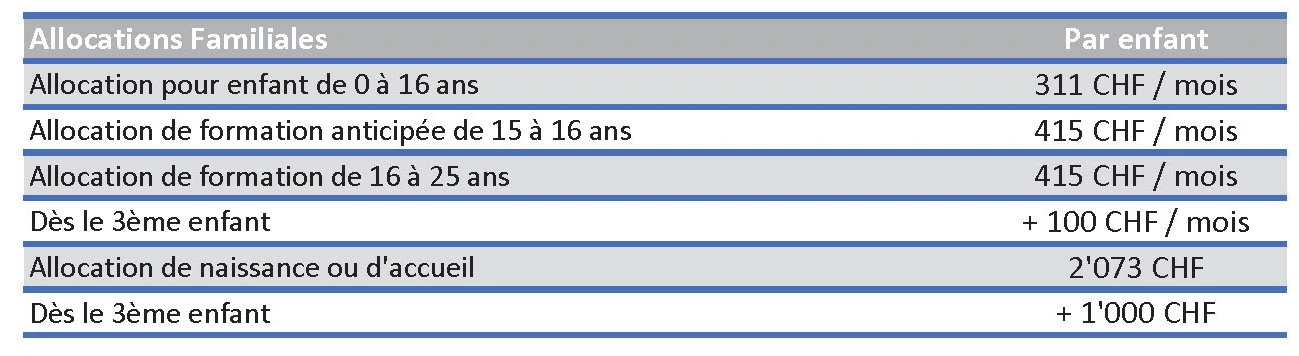 Allocations Familiales Par enfant
Allocation pour enfant de 0 à 16 ans 311 CHF / mois
Allocation de formation anticipée de 15 à 16 ans 415 CHF / mois
Allocation de formation de 16 à 25 ans 415 CHF / mois
Dès le 3ème enfant + 100 CHF / mois
Allocation de naissance ou d'accueil 2'073 CHF
Dès le 3ème enfant + 1'000 CHF